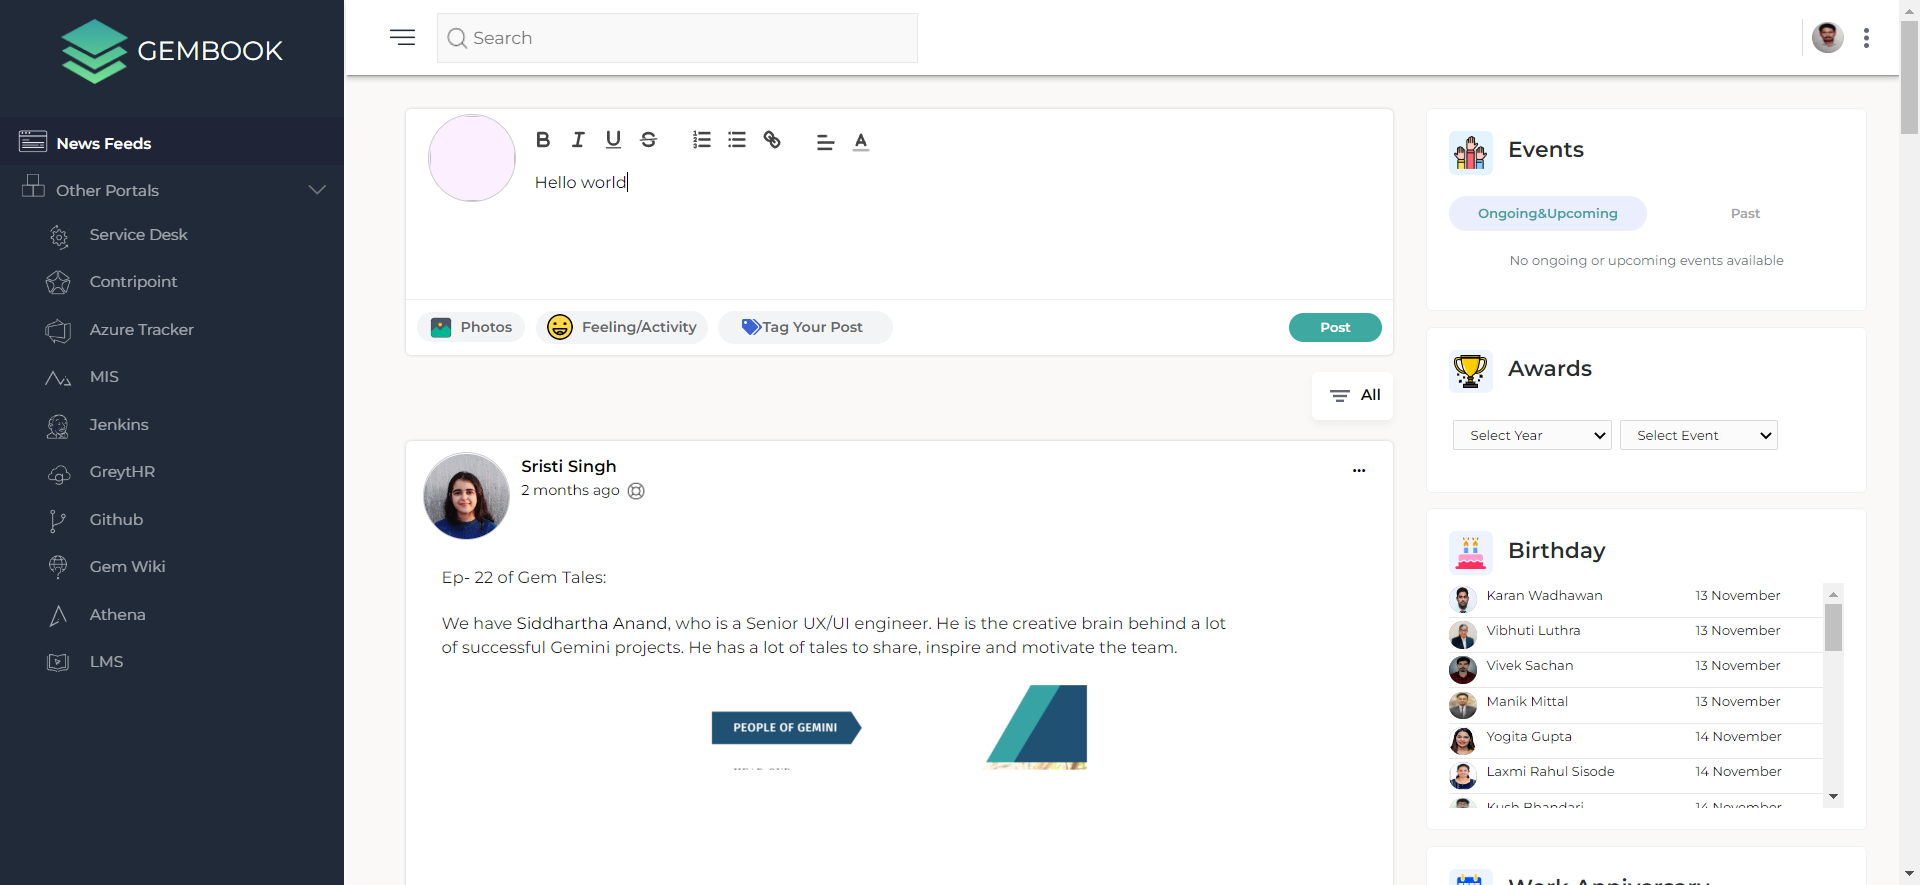 GEMBOOK
News Feeds
Other Portals
Service Desk
Contripoint
Azure Tracker
MIS
Jenkins
GreytHR
Github
Gem Wiki
Athena
LMS
Search
B I U S A
Hello world
Photos
Feeling/Activity
Tag Your Post
Post
All
Sristi Singh
2 months ago
Ep- 22 of Gem Tales:
We have Siddhartha Anand, who is a Senior UX/UI engineer. He is the creative brain behind a lot
of successful Gemini projects. He has a lot of tales to share, inspire and motivate the team.
PEOPLE OF GEMINI
Events
Ongoing&Upcoming Past
No ongoing or upcoming events available
Awards
Select Year Select Event
Birthday
Karan Wadhawan 13 November
Vibhuti Luthra 13 November
Vivek Sachan 13 November
Manik Mittal 13 November
Yogita Gupta 14 November
Laxmi Rahul Sisode 14 November
Kush Bhandari 14 November
Work Anniversary